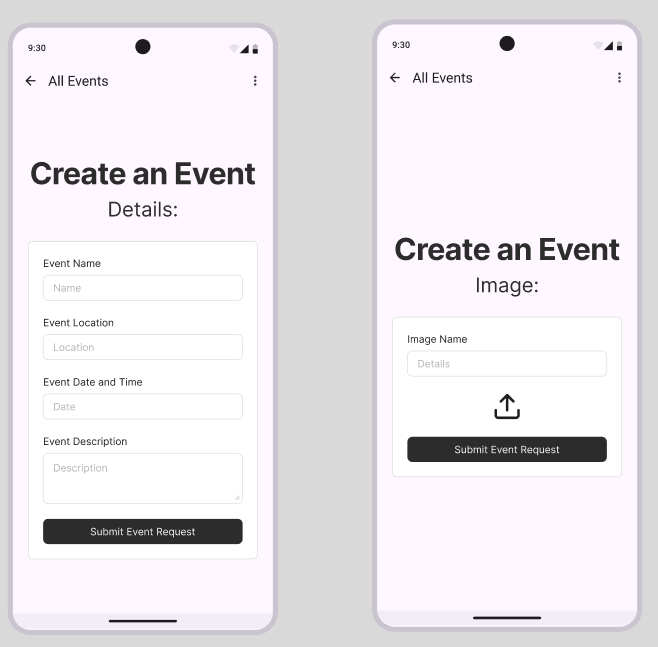 9:30
All Events
Create an Event
Details:
Event Name
Name
Event Location
Location
Event Date and Time
Date
Event Description
Description
Submit Event Request
9:30
All Events
Create an Event
Image:
Image Name
Details
Submit Event Request